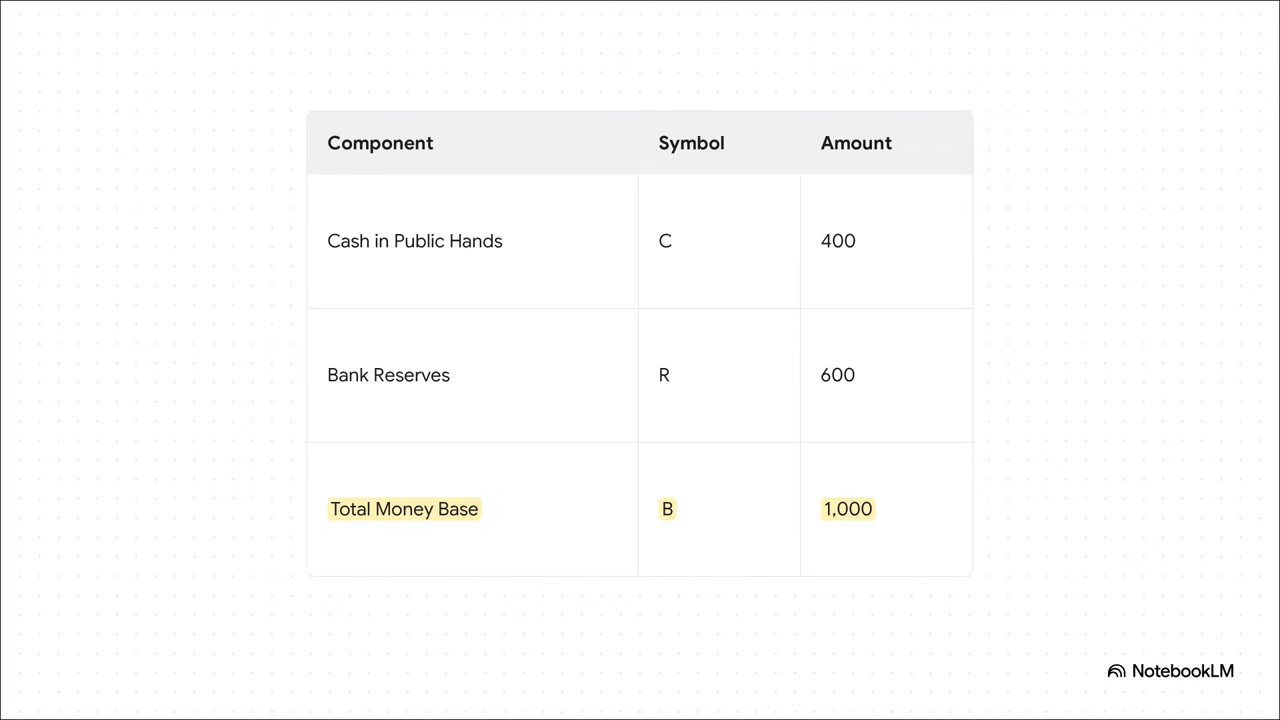 Component Symbol Amount
Cash in Public Hands C 400
Bank Reserves R 600
Total Money Base B 1,000
NotebookLM